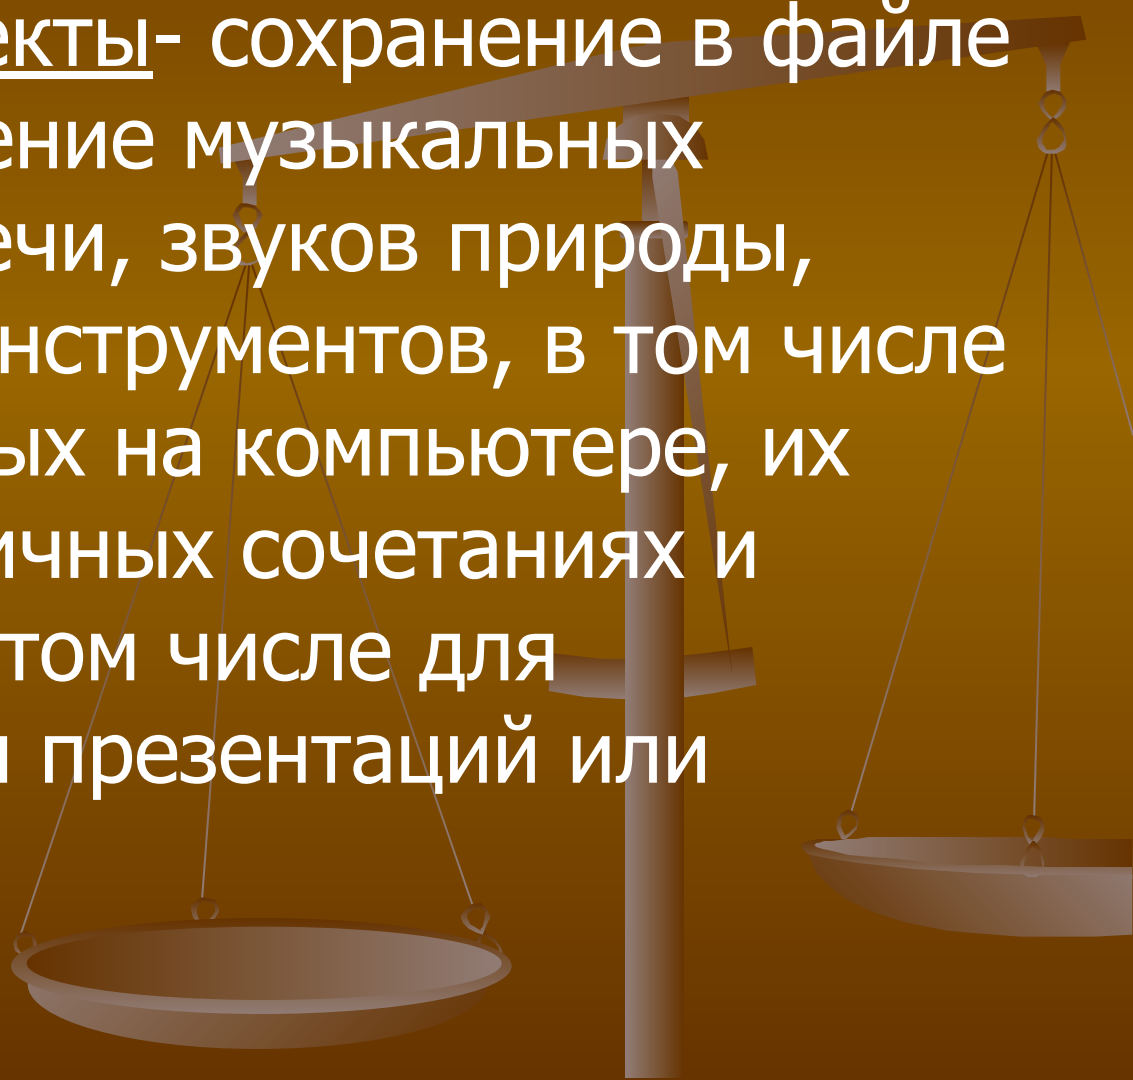 екты- сохранение в файле
ение музыкальных
ечи, звуков природы,
нструментов, в том числе
ых на компьютере, их
ичных сочетаниях и
том числе для
презентаций или